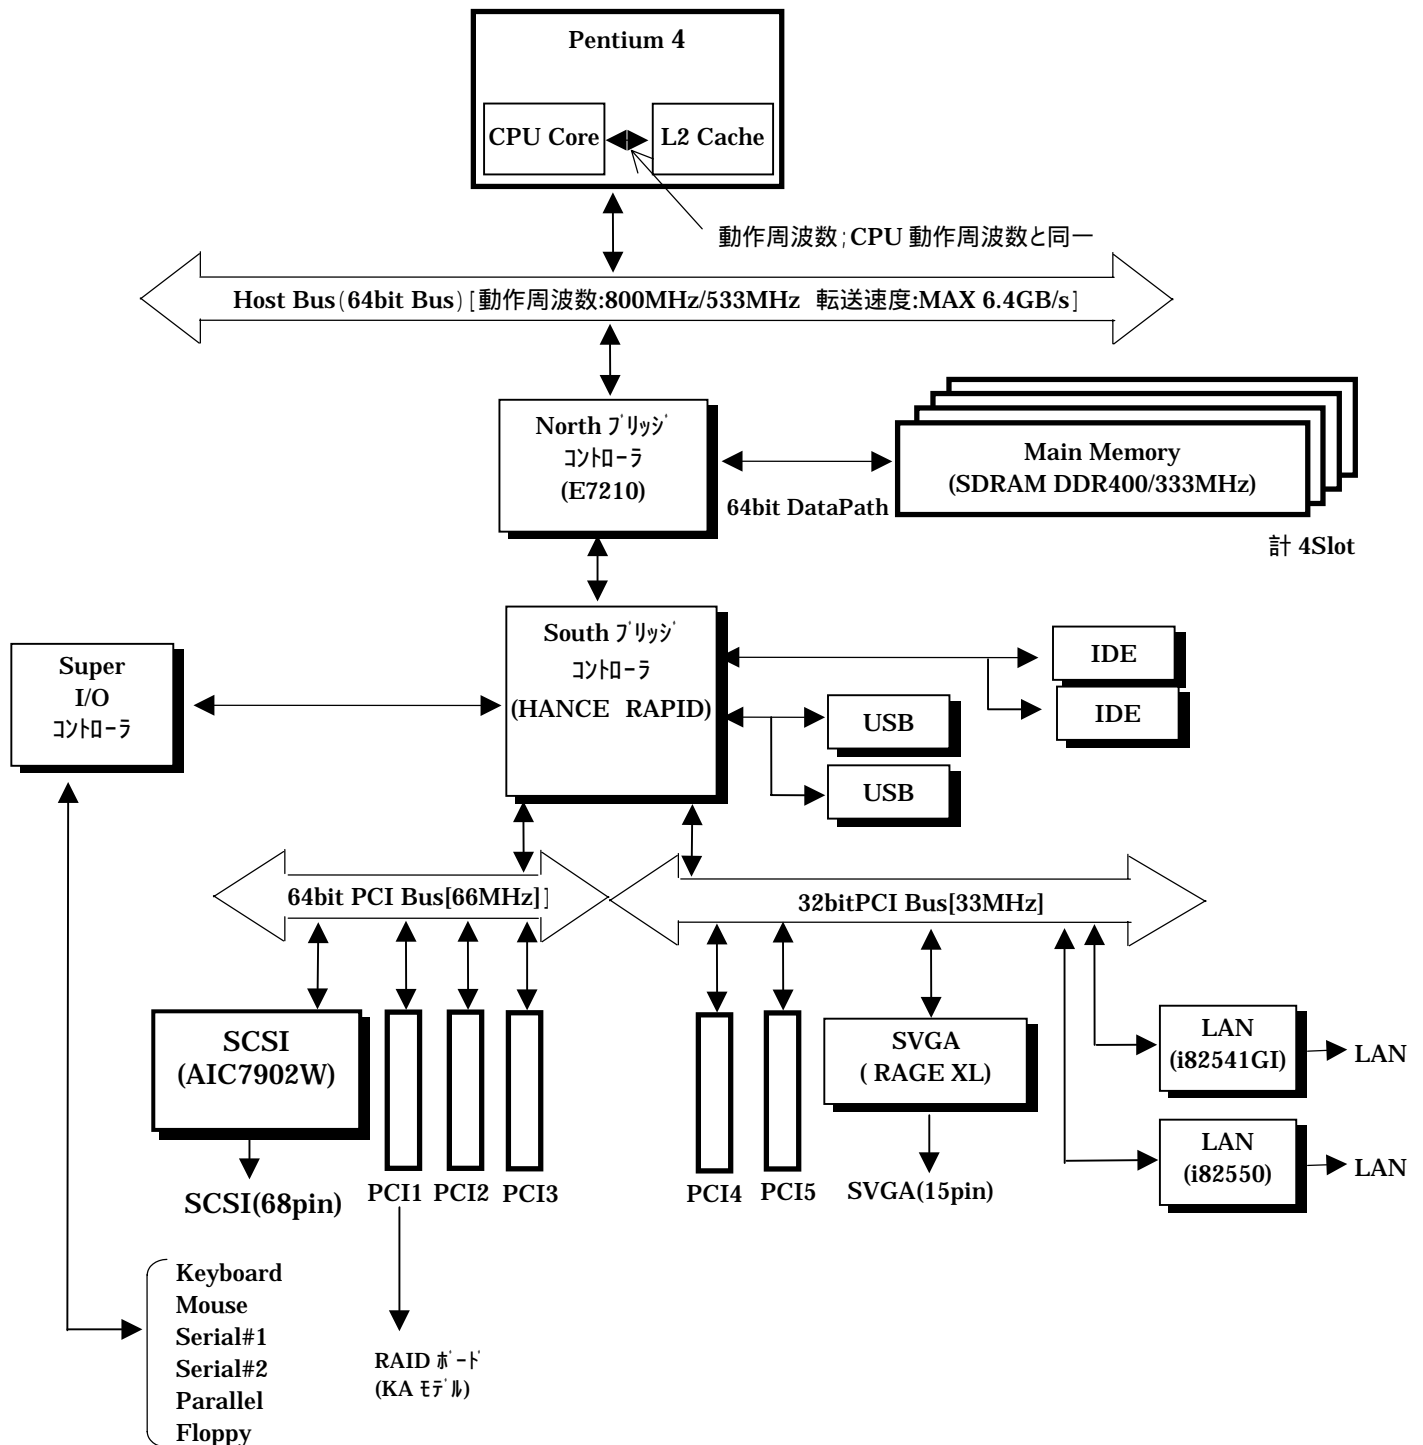 Pentium 4
CPU Core
L2 Cache
動作周波数;CPU 動作周波数と同一
Host Bus(64bit Bus) [動作周波数:800MHz/533MHz 転送速度:MAX 6.4GB/s]
North ﾌﾞﾘｯｼﾞ
ｺﾝﾄﾛｰﾗ
(E7210)
64bit DataPath
Main Memory
(SDRAM DDR400/333MHz)
計 4Slot
South ﾌﾞﾘｯｼﾞ
ｺﾝﾄﾛｰﾗ
(HANCE RAPID)
Super
I/O
ｺﾝﾄﾛｰﾗ
IDE
IDE
USB
USB
64bit PCI Bus[66MHz]]
32bitPCI Bus[33MHz]
SCSI
(AIC7902W)
SCSI(68pin)
PCI1
PCI2
PCI3
PCI4
PCI5
SVGA
( RAGE XL)
SVGA(15pin)
LAN
(i82541GI)
LAN
LAN
(i82550)
LAN
Keyboard
Mouse
Serial#1
Serial#2
Parallel
Floppy
RAID ﾎﾞｰﾄﾞ
(KA ﾓﾃﾞﾙ)